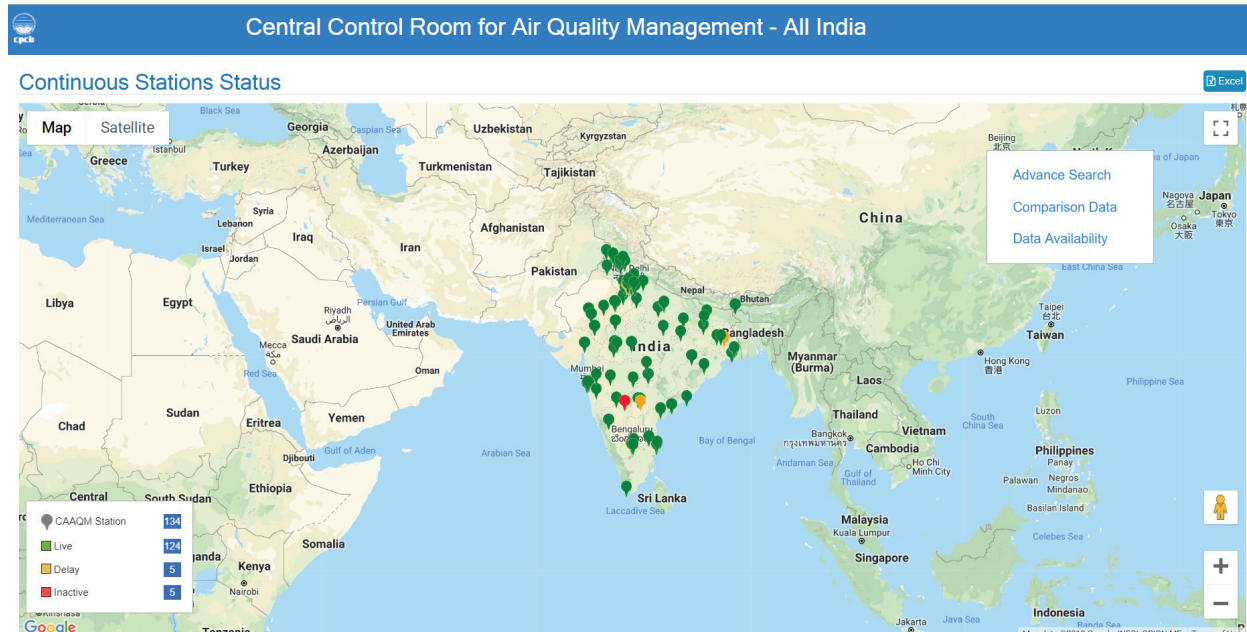 cpcb
Central Control Room for Air Quality Management - All India
Continuous Stations Status
Excel
Map Satellite
Black Sea
Georgia
Caspian Sea
Uzbekistan
Kyrgyzstan
Beijing
北京
Istanbul
Azerbaijan
Greece
Turkey
Turkmenistan
Tajikistan
Advance Search
Comparison Data
Data Availability
ea of Japan
Nagoya
名古屋
Japan
Tokyo
東京
Osaka
大阪
Mediterranean Sea
Syria
Lebanon
Iraq
Iran
Afghanistan
China
Israel
Jordan
Pakistan
East China Sea
Nepal
Bhutan
Libya
Egypt
Persian Gulf
Riyadh
الرياض
United Arab
Emirates
Taipei
台北
Taiwan
Mecca
مكة
Saudi Arabia
India
Bangladesh
Myanmar
(Burma)
Hong Kong
香港
Red Sea
Oman
Laos
Philippine Sea
Sudan
Chad
Eritrea
Yemen
Thailand
South
China Sea
Luzon
Bengaluru
Bangkok
กรุงเทพมหานคร
Vietnam
Cambodia
Djibouti
Gulf of Aden
Arabian Sea
Bay of Bengal
Andaman Sea
Gulf of
Thailand
Ho Chi
Minh City
Philippines
Panay
Palawan
Negros
Mindanao
Ethiopia
Central
South Sudan
Sri Lanka
Laccadive Sea
Basilan Island
CAAQM Station 134
Live 124
Delay 5
Inactive 5
Malaysia
Kuala Lumpur
Singapore
Celebes Sea
Somalia
anda
Kenya
Nairobi
Indonesia
Jakarta
Java Sea
Banda Sea
Google